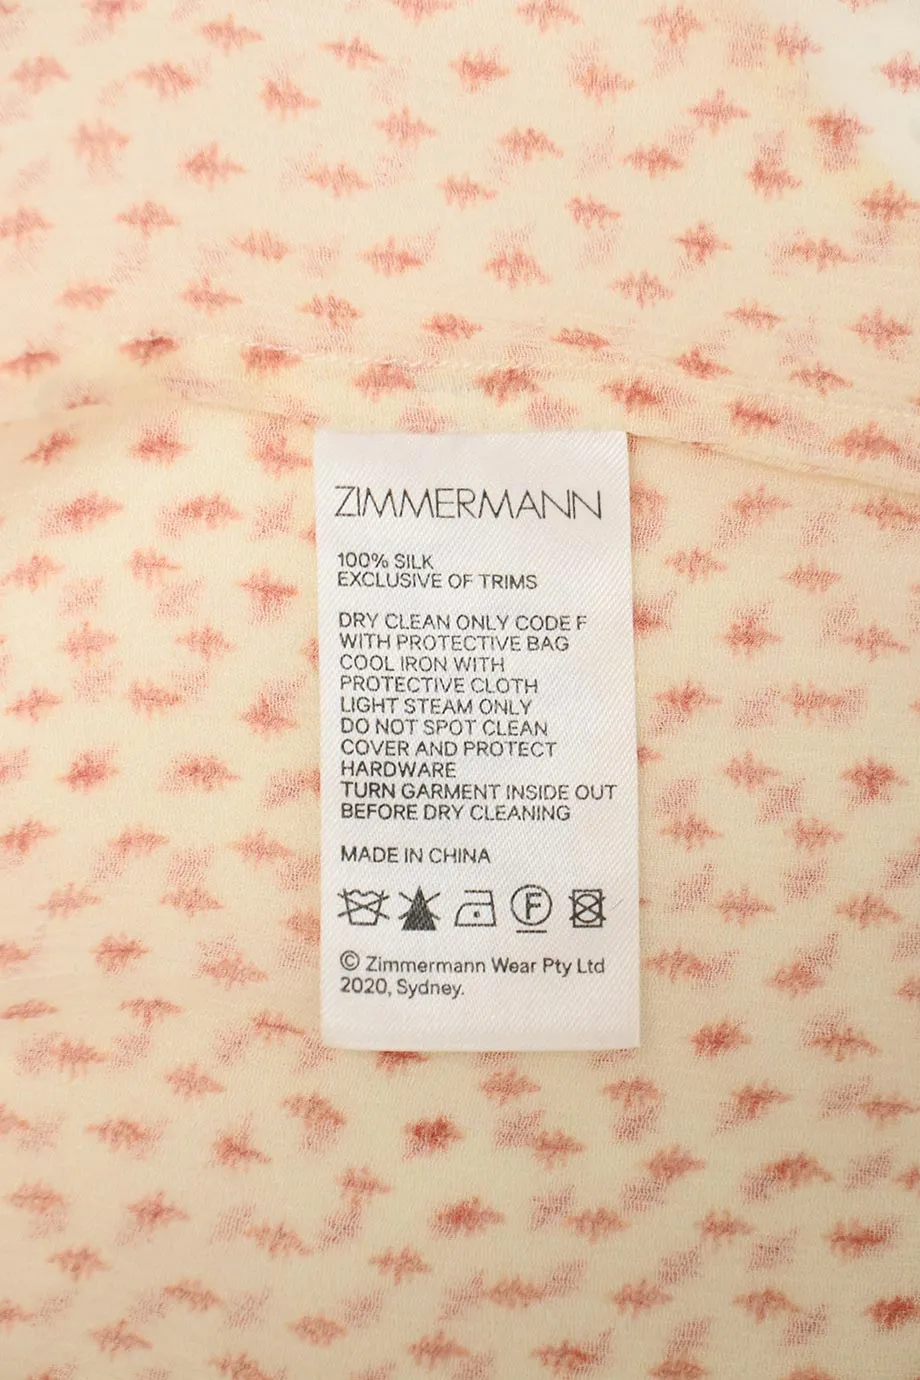 ZIMMERMANN
100% SILK
EXCLUSIVE OF TRIMS
DRY CLEAN ONLY CODE F
WITH PROTECTIVE BAG
COOL IRON WITH
PROTECTIVE CLOTH
LIGHT STEAM ONLY
DO NOT SPOT CLEAN
COVER AND PROTECT
HARDWARE
TURN GARMENT INSIDE OUT
BEFORE DRY CLEANING
MADE IN CHINA
F
© Zimmermann Wear Pty Ltd
2020, Sydney.